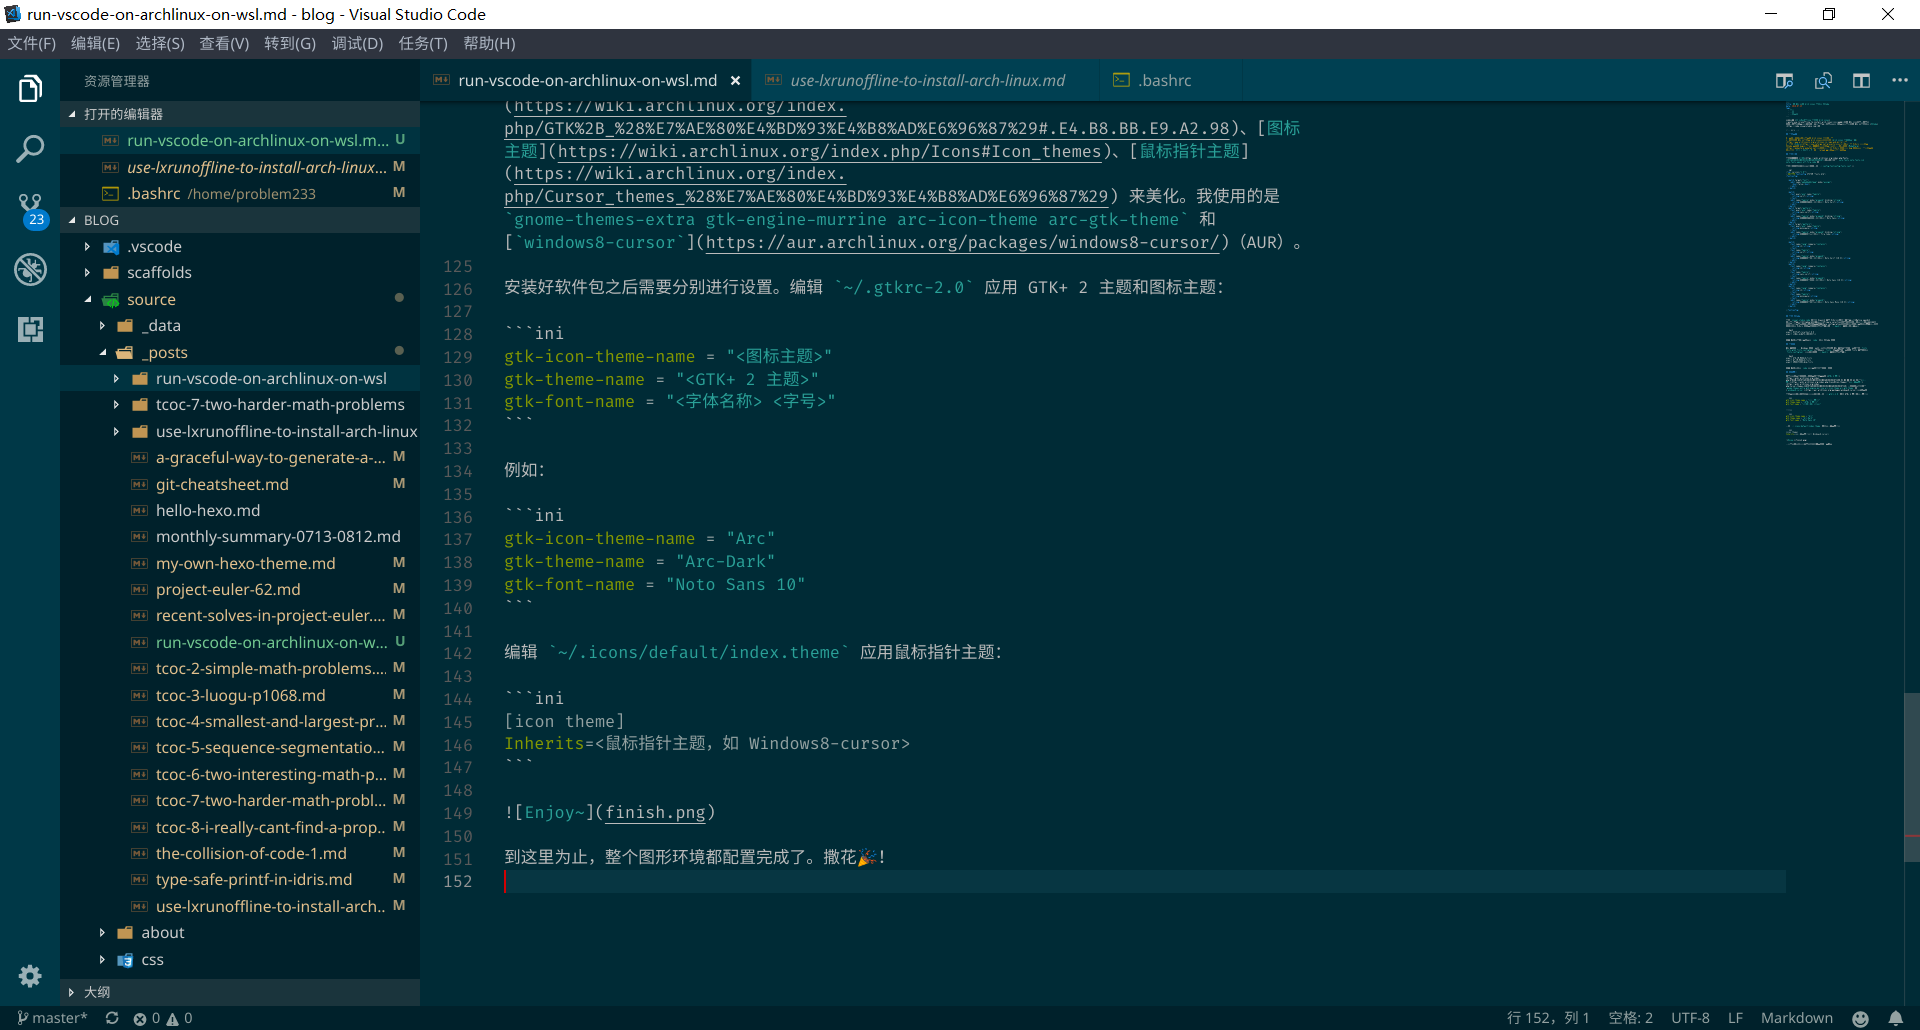 run-vscode-on-archlinux-on-wsl.md - blog - Visual Studio Code
文件(F) 编辑(E) 选择(S) 查看(V) 转到(G) 调试(D) 任务(T) 帮助(H)
资源管理器
打开的编辑器
run-vscode-on-archlinux-on-wsl.m... U
use-lxrunoffline-to-install-arch-linux... M
.bashrc /home/problem233 M
BLOG
.vscode
scaffolds
source
_data
_posts
run-vscode-on-archlinux-on-wsl
tcoc-7-two-harder-math-problems
use-lxrunoffline-to-install-arch-linux
a-graceful-way-to-generate-a-... M
git-cheatsheet.md M
hello-hexo.md
monthly-summary-0713-0812.md
my-own-hexo-theme.md M
project-euler-62.md M
recent-solves-in-project-euler.... M
run-vscode-on-archlinux-on-w... U
tcoc-2-simple-math-problems.... M
tcoc-3-luogu-p1068.md M
tcoc-4-smallest-and-largest-pr... M
tcoc-5-sequence-segmentatio... M
tcoc-6-two-interesting-math-p... M
tcoc-7-two-harder-math-probl... M
tcoc-8-i-really-cant-find-a-prop... M
the-collision-of-code-1.md M
type-safe-printf-in-idris.md M
use-lxrunoffline-to-install-arch... M
about
css
大纲
23
run-vscode-on-archlinux-on-wsl.md use-lxrunoffline-to-install-arch-linux.md .bashrc
(https://wiki.archlinux.org/index.
php/GTK%2B_%28%E7%AE%80%E4%BD%93%E4%B8%AD%E6%96%87%29#.E4.B8.BB.E9.A2.98)、[图标
主题](https://wiki.archlinux.org/index.php/Icons#Icon_themes)、[鼠标指针主题]
(https://wiki.archlinux.org/index.
php/Cursor_themes_%28%E7%AE%80%E4%BD%93%E4%B8%AD%E6%96%87%29) 来美化。我使用的是
`gnome-themes-extra gtk-engine-murrine arc-icon-theme arc-gtk-theme` 和
[`windows8-cursor`](https://aur.archlinux.org/packages/windows8-cursor/)（AUR）。
125
126 安装好软件包之后需要分别进行设置。编辑 `~/.gtkrc-2.0` 应用 GTK+ 2 主题和图标主题：
127
128 ```ini
129 gtk-icon-theme-name = "<图标主题>"
130 gtk-theme-name = "<GTK+ 2 主题>"
131 gtk-font-name = "<字体名称> <字号>"
132 ```
133
134 例如：
135
136 ```ini
137 gtk-icon-theme-name = "Arc"
138 gtk-theme-name = "Arc-Dark"
139 gtk-font-name = "Noto Sans 10"
140 ```
141
142 编辑 `~/.icons/default/index.theme` 应用鼠标指针主题：
143
144 ```ini
145 [icon theme]
146 Inherits=<鼠标指针主题，如 Windows8-cursor>
147 ```
148
149 ![Enjoy~](finish.png)
150
151 到这里为止，整个图形环境都配置完成了。撒花🎉！
152
master* 0 0 行 152，列 1 空格: 2 UTF-8 LF Markdown